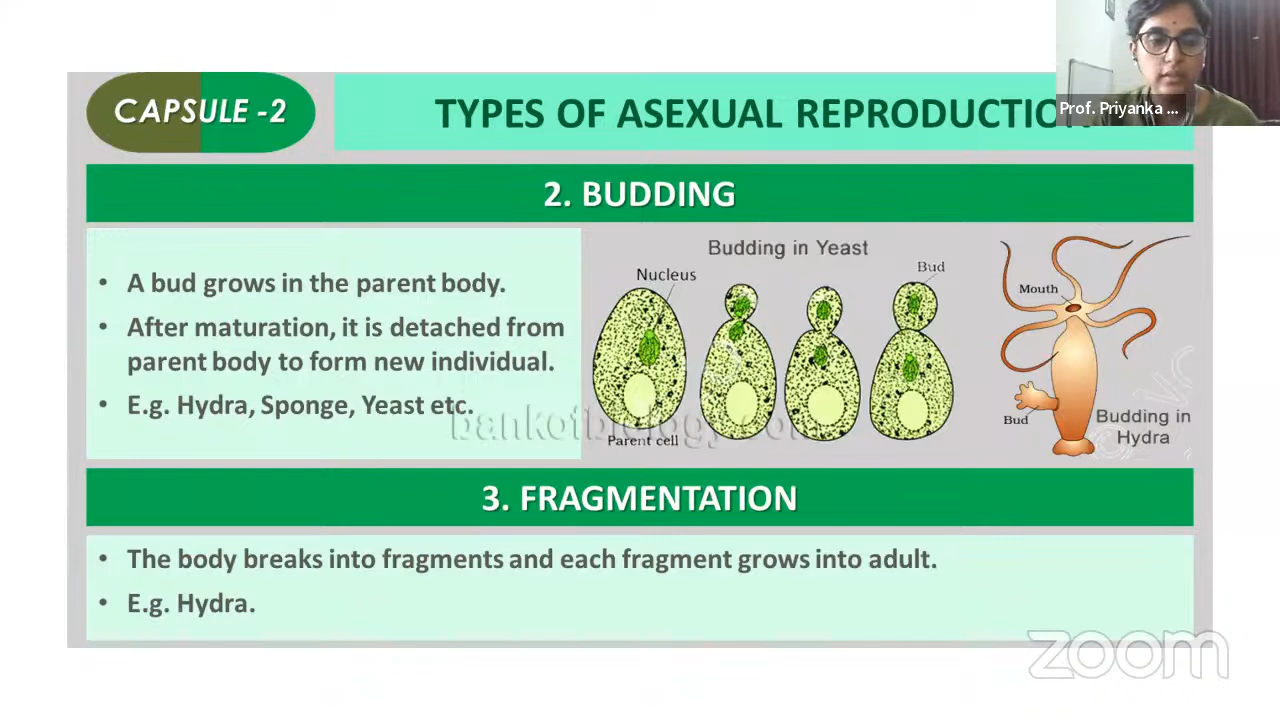 CAPSULE -2
TYPES OF ASEXUAL REPRODUCTION
Prof. Priyanka ...
2. BUDDING
• A bud grows in the parent body.
• After maturation, it is detached from
parent body to form new individual.
• E.g. Hydra, Sponge, Yeast etc.
Budding in Yeast
Nucleus
Bud
Parent cell
Mouth
Bud
Budding in
Hydra
bankofbiology.com
3. FRAGMENTATION
• The body breaks into fragments and each fragment grows into adult.
• E.g. Hydra.
zoom